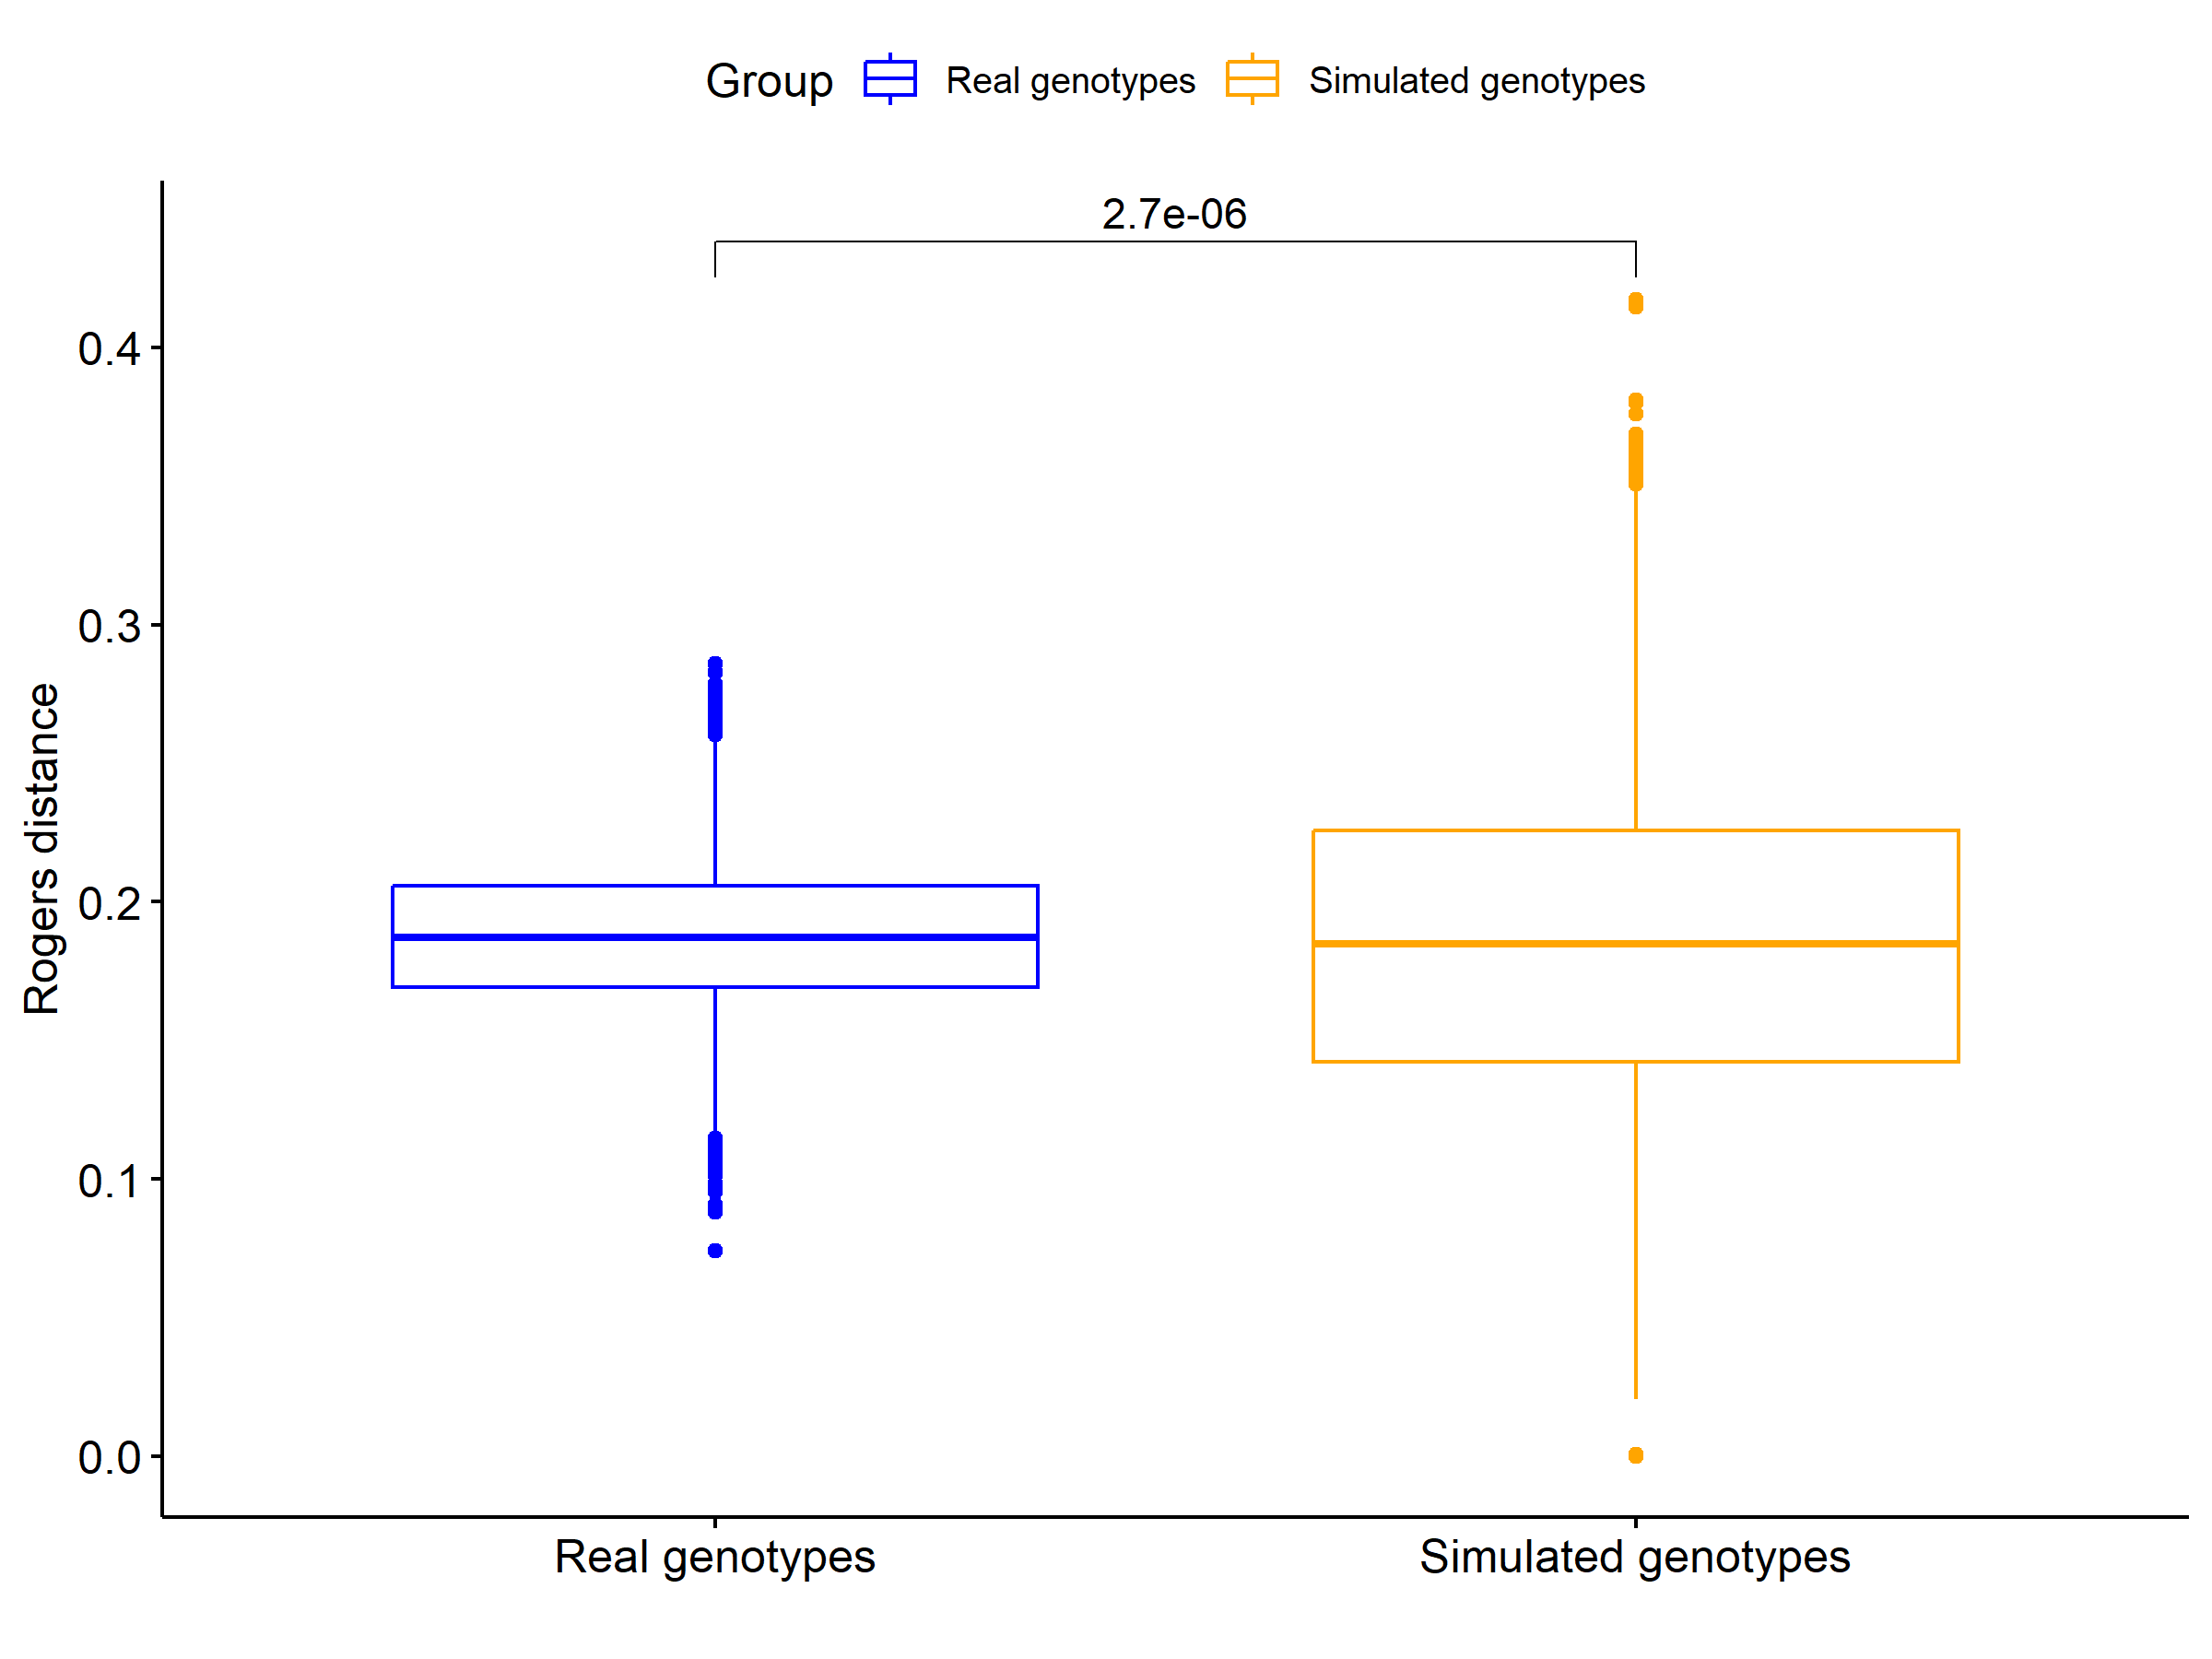 Group Real genotypes Simulated genotypes
2.7e-06
0.4
0.3
0.2
0.1
0.0
Rogers distance
Real genotypes Simulated genotypes